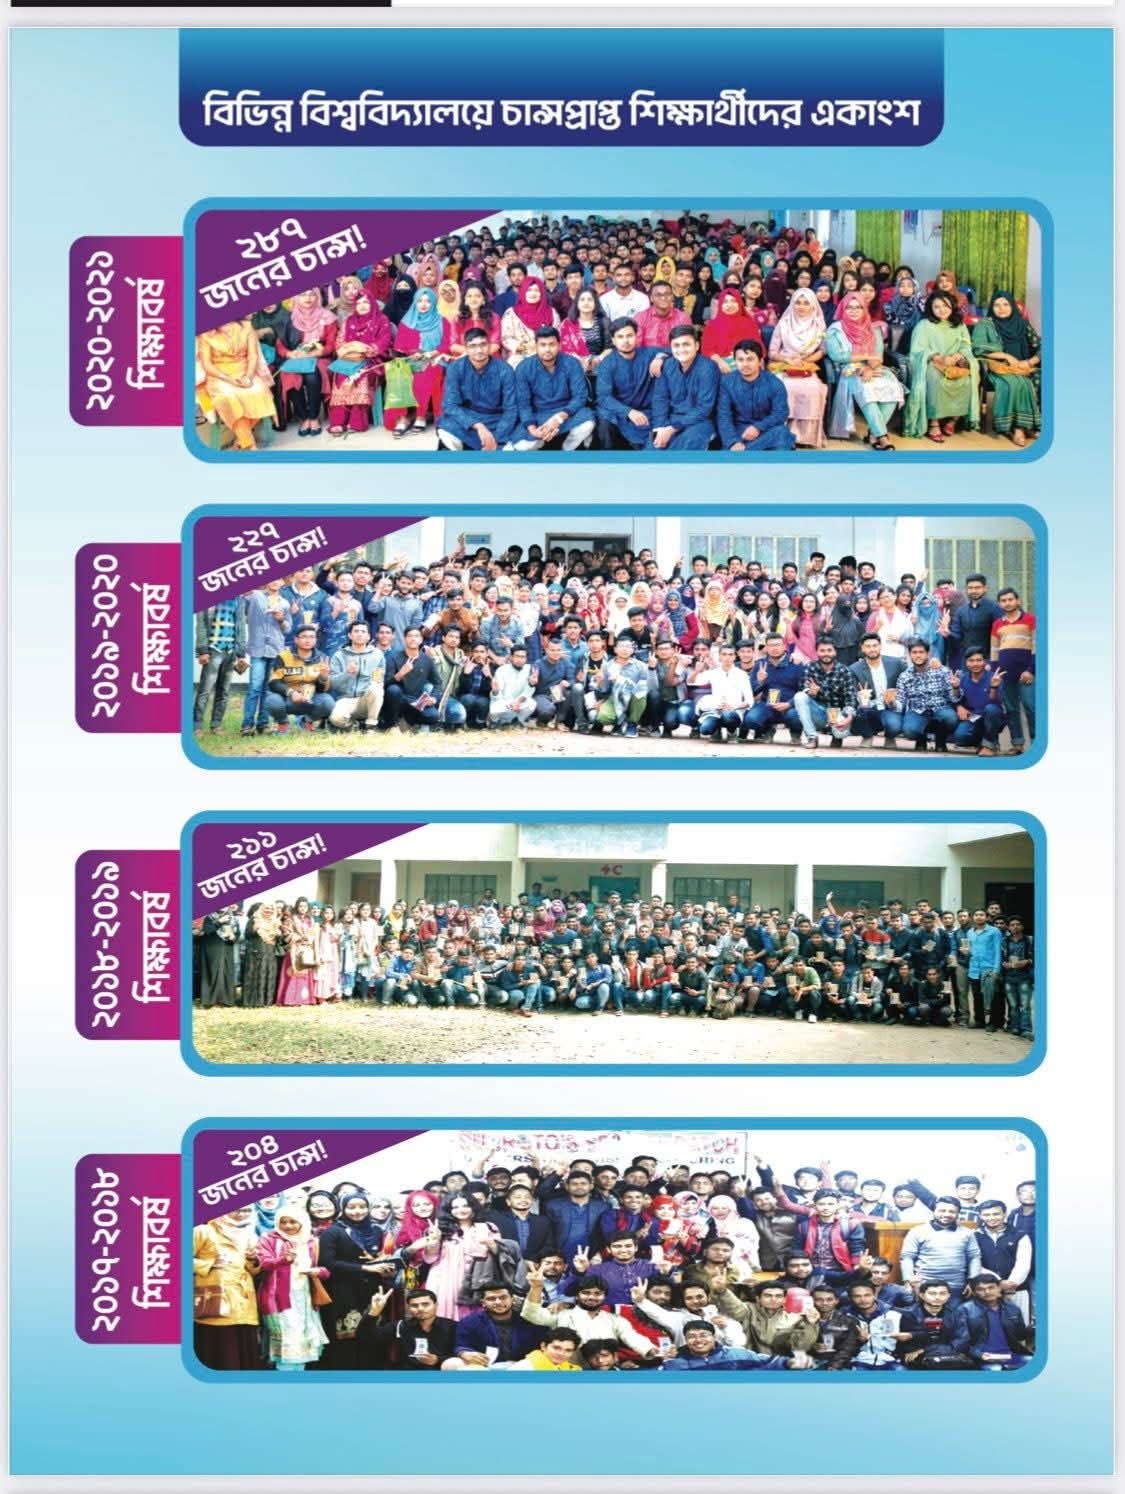 বিভিন্ন বিশ্ববিদ্যালয়ে চান্সপ্রাপ্ত শিক্ষার্থীদের একাংশ
২০২০-২০২১
শিক্ষাবর্ষ
২৮৭
জনের চান্স!
২০১৯-২০২০
শিক্ষাবর্ষ
২২৭
জনের চান্স!
২০১৮-২০১৯
শিক্ষাবর্ষ
২১১
জনের চান্স!
২০১৭-২০১৮
শিক্ষাবর্ষ
২০৪
জনের চান্স!